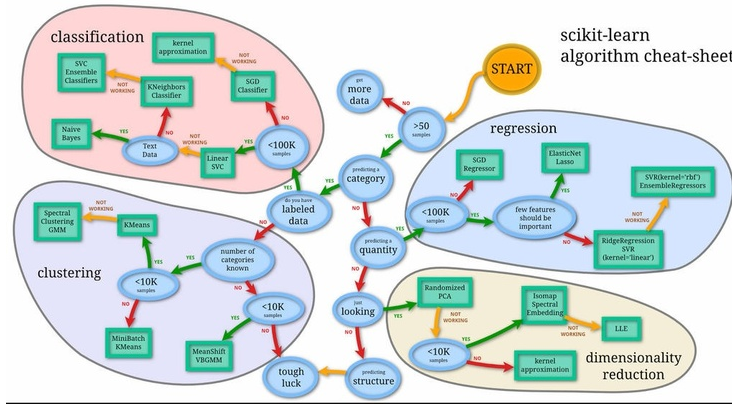 scikit-learn
algorithm cheat-sheet
classification
kernel
approximation
SVC
Ensemble
Classifiers
NOT
WORKING
KNeighbors
Classifier
NOT
WORKING
SGD
Classifier
START
get
more
data
NO
>50
samples
NO
Naive
Bayes
YES
Text
Data
NO
NOT
WORKING
Linear
SVC
YES
<100K
samples
YES
predicting a
category
YES
YES
do you have
labeled
data
NO
NO
regression
SGD
Regressor
ElasticNet
Lasso
SVR(kernel='rbf')
EnsembleRegressors
NO
YES
<100K
samples
YES
few features
should be
important
NOT
WORKING
NO
RidgeRegression
SVR
(kernel='linear')
predicting a
quantity
YES
NO
Spectral
Clustering
GMM
NOT
WORKING
KMeans
clustering
YES
number of
categories
known
YES
NO
<10K
samples
NO
<10K
samples
MiniBatch
KMeans
YES
MeanShift
VBGMM
NO
tough
luck
just
looking
YES
NO
predicting
structure
Randomized
PCA
NOT
WORKING
<10K
samples
YES
Isomap
Spectral
Embedding
NOT
WORKING
LLE
NO
kernel
approximation
dimensionality
reduction